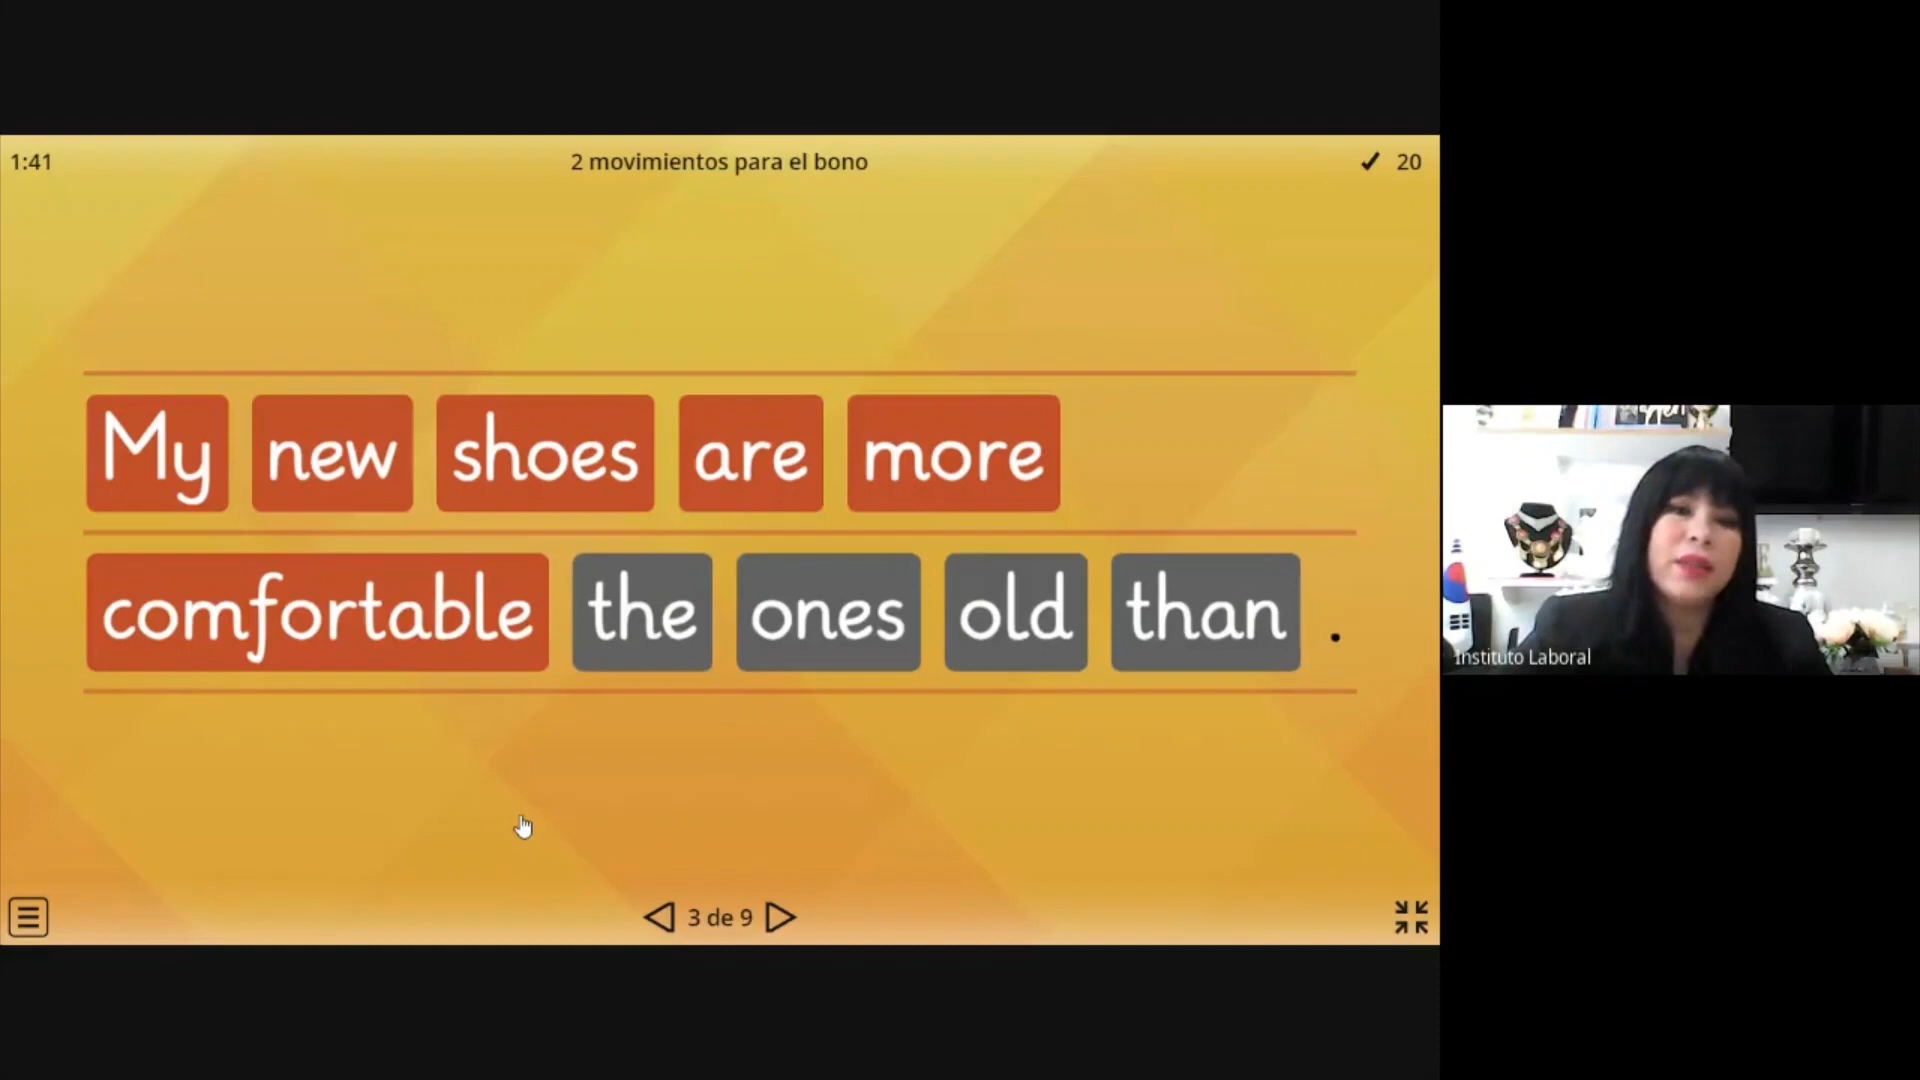 1:41
2 movimientos para el bono
✓ 20
My new shoes are more
comfortable the ones old than .
3 de 9
Instituto Laboral